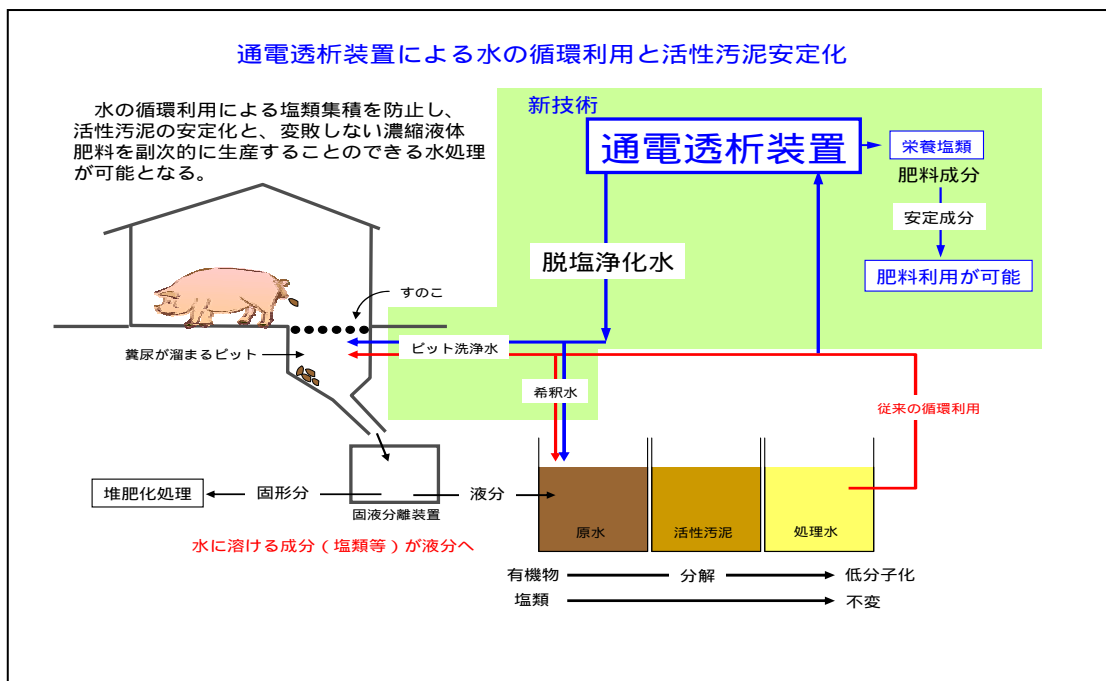 通電透析装置による水の循環利用と活性汚泥安定化
水の循環利用による塩類集積を防止し、
活性汚泥の安定化と、変敗しない濃縮液体
肥料を副次的に生産することのできる水処理
が可能となる。
新技術
通電透析装置
栄養塩類
肥料成分
安定成分
肥料利用が可能
脱塩浄化水
すのこ
ピット洗浄水
糞尿が溜まるピット
希釈水
従来の循環利用
堆肥化処理
固形分
液分
固液分離装置
水に溶ける成分（塩類等）が液分へ
原水
活性汚泥
処理水
有機物
分解
低分子化
塩類
不変